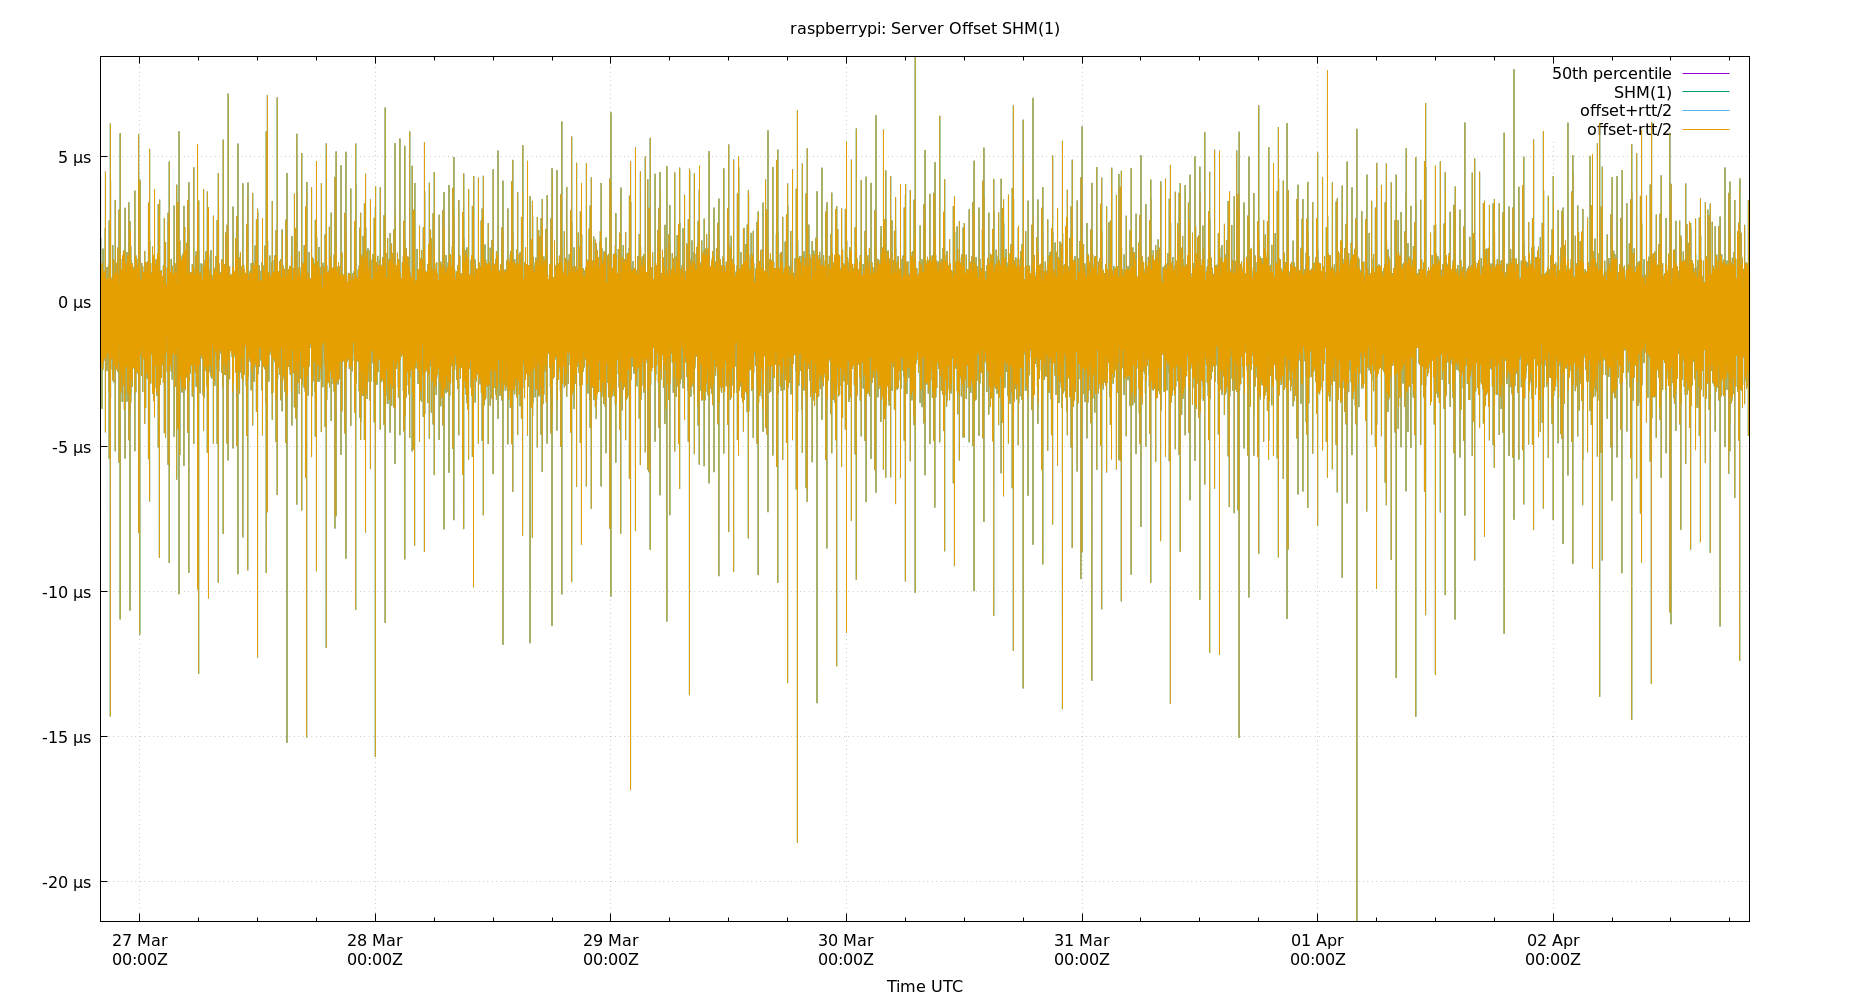 raspberrypi: Server Offset SHM(1)
50th percentile
SHM(1)
offset+rtt/2
offset-rtt/2
5 µs
0 µs
-5 µs
-10 µs
-15 µs
-20 µs
27 Mar 28 Mar 29 Mar 30 Mar 31 Mar 01 Apr 02 Apr
00:00Z 00:00Z 00:00Z 00:00Z 00:00Z 00:00Z 00:00Z
Time UTC